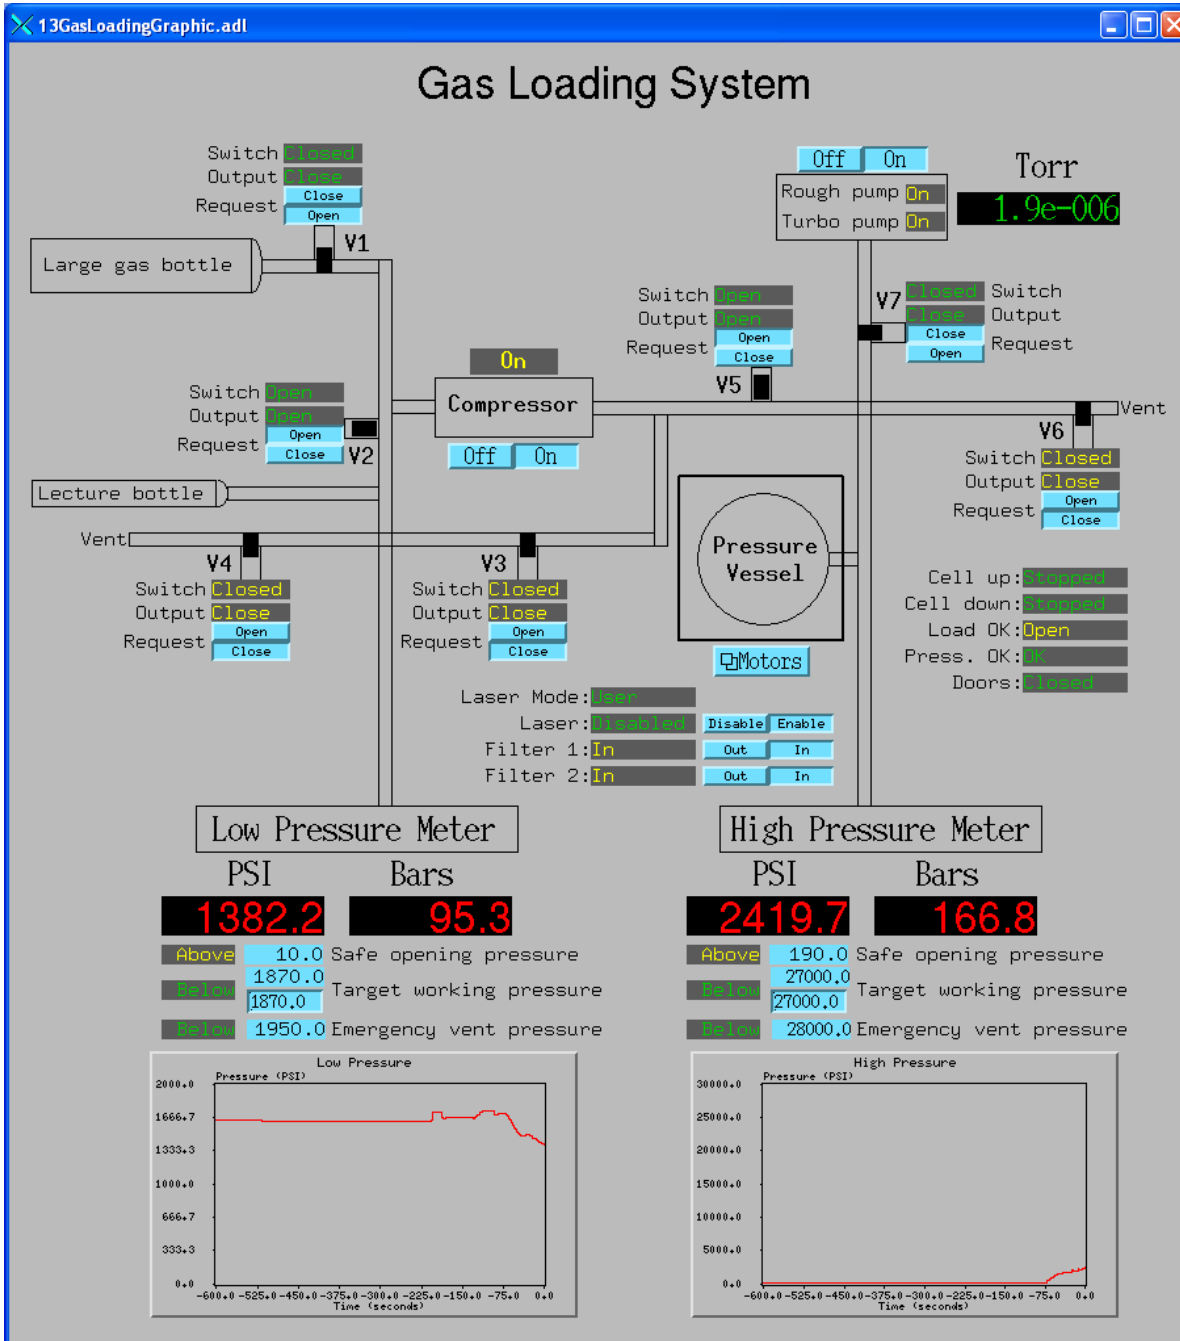 13GasLoadingGraphic.adl
Gas Loading System
Switch Closed
Output Close
Request Close
Open
V1
Large gas bottle
Off On
Rough pump On
Turbo pump On
Torr
1.9e-006
Switch Open
Output Open
Request Open
Close
V5
V7
Closed Switch
Close Output
Close Request
Open
On
Compressor
Off On
Switch Open
Output Open
Request Open
Close
V2
Lecture bottle
Vent
V6
Switch Closed
Output Close
Request Open
Close
Vent
V4
Switch Closed
Output Close
Request Open
Close
V3
Switch Closed
Output Close
Request Open
Close
Pressure
Vessel
Motors
Cell up: Stopped
Cell down: Stopped
Load OK: Open
Press. OK: OK
Doors: Closed
Laser Mode: User
Laser: Disabled Disable Enable
Filter 1: In Out In
Filter 2: In Out In
Low Pressure Meter
PSI Bars
1382.2 95.3
Above 10.0 Safe opening pressure
1870.0
Below 1870.0 Target working pressure
Below 1950.0 Emergency vent pressure
Low Pressure
Pressure (PSI)
2000.0
1666.7
1333.3
1000.0
666.7
333.3
0.0
-600.0 -525.0 -450.0 -375.0 -300.0 -225.0 -150.0 -75.0 0.0
Time (seconds)
High Pressure Meter
PSI Bars
2419.7 166.8
Above 190.0 Safe opening pressure
27000.0
Below 27000.0 Target working pressure
Below 28000.0 Emergency vent pressure
High Pressure
Pressure (PSI)
30000.0
25000.0
20000.0
15000.0
10000.0
5000.0
0.0
-600.0 -525.0 -450.0 -375.0 -300.0 -225.0 -150.0 -75.0 0.0
Time (seconds)